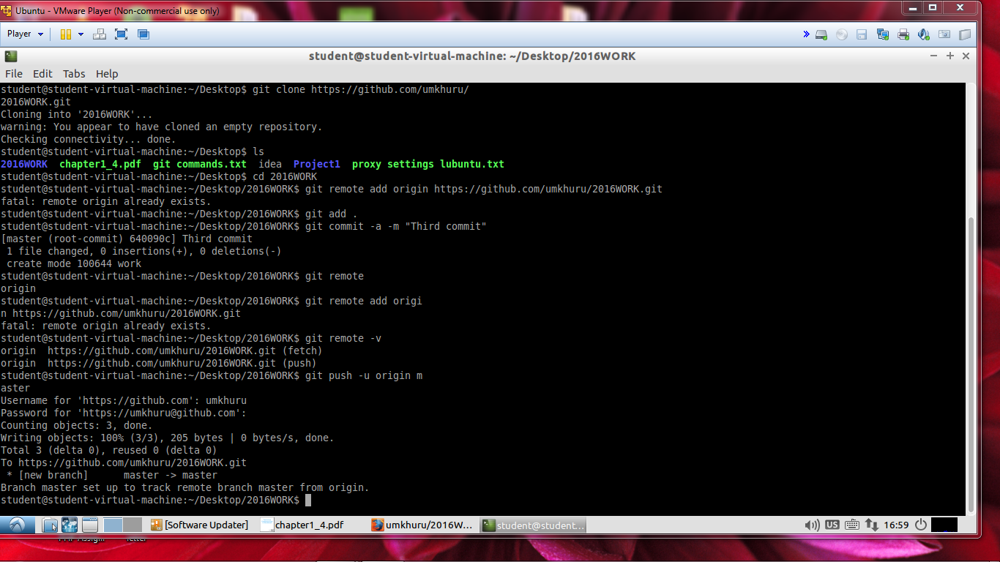 Ubuntu - VMware Player (Non-commercial use only)
Player
student@student-virtual-machine: ~/Desktop/2016WORK
File Edit Tabs Help
student@student-virtual-machine:~/Desktop$ git clone https://github.com/umkhuru/
2016WORK.git
Cloning into '2016WORK'...
warning: You appear to have cloned an empty repository.
Checking connectivity... done.
student@student-virtual-machine:~/Desktop$ ls
2016WORK  chapter1_4.pdf  git commands.txt  idea  Project1  proxy settings lubuntu.txt
student@student-virtual-machine:~/Desktop$ cd 2016WORK
student@student-virtual-machine:~/Desktop/2016WORK$ git remote add origin https://github.com/umkhuru/2016WORK.git
fatal: remote origin already exists.
student@student-virtual-machine:~/Desktop/2016WORK$ git add .
student@student-virtual-machine:~/Desktop/2016WORK$ git commit -a -m "Third commit"
[master (root-commit) 640090c] Third commit
 1 file changed, 0 insertions(+), 0 deletions(-)
 create mode 100644 work
student@student-virtual-machine:~/Desktop/2016WORK$ git remote
origin
student@student-virtual-machine:~/Desktop/2016WORK$ git remote add origi
n https://github.com/umkhuru/2016WORK.git
fatal: remote origin already exists.
student@student-virtual-machine:~/Desktop/2016WORK$ git remote -v
origin  https://github.com/umkhuru/2016WORK.git (fetch)
origin  https://github.com/umkhuru/2016WORK.git (push)
student@student-virtual-machine:~/Desktop/2016WORK$ git push -u origin m
aster
Username for 'https://github.com': umkhuru
Password for 'https://umkhuru@github.com':
Counting objects: 3, done.
Writing objects: 100% (3/3), 205 bytes | 0 bytes/s, done.
Total 3 (delta 0), reused 0 (delta 0)
To https://github.com/umkhuru/2016WORK.git
 * [new branch]      master -> master
Branch master set up to track remote branch master from origin.
student@student-virtual-machine:~/Desktop/2016WORK$
[Software Updater] chapter1_4.pdf umkhuru/2016W... student@student... US 16:59